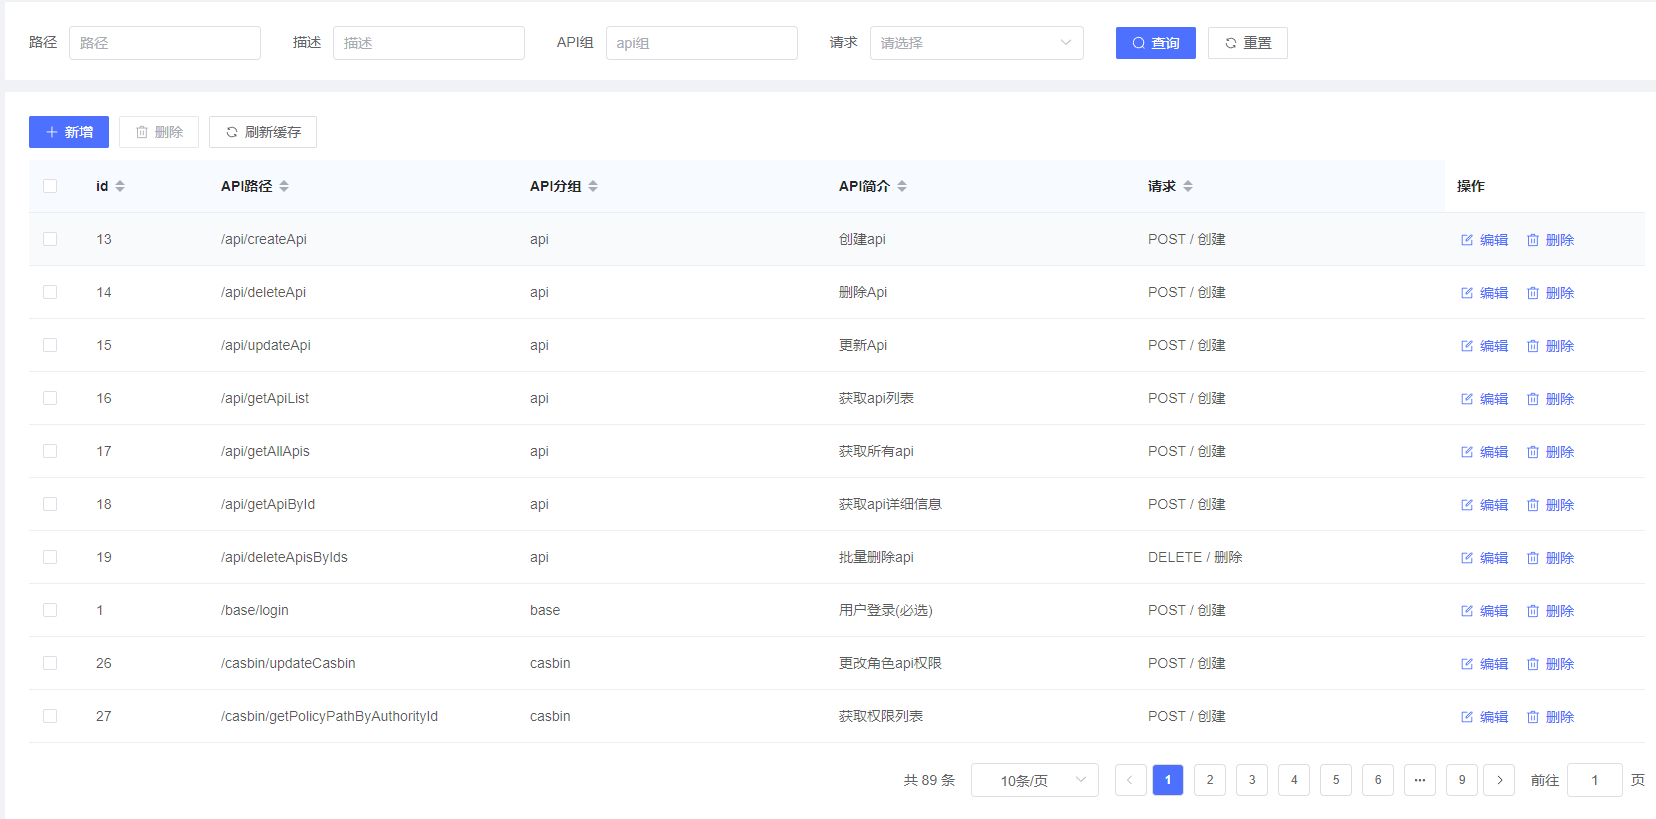 路径 路径 描述 描述 API组 api组 请求 请选择 查询 重置
新增 删除 刷新缓存
id API路径 API分组 API简介 请求 操作
13 /api/createApi api 创建api POST / 创建 编辑 删除
14 /api/deleteApi api 删除Api POST / 创建 编辑 删除
15 /api/updateApi api 更新Api POST / 创建 编辑 删除
16 /api/getApiList api 获取api列表 POST / 创建 编辑 删除
17 /api/getAllApis api 获取所有api POST / 创建 编辑 删除
18 /api/getApiById api 获取api详细信息 POST / 创建 编辑 删除
19 /api/deleteApisByIds api 批量删除api DELETE / 删除 编辑 删除
1 /base/login base 用户登录(必选) POST / 创建 编辑 删除
26 /casbin/updateCasbin casbin 更改角色api权限 POST / 创建 编辑 删除
27 /casbin/getPolicyPathByAuthorityId casbin 获取权限列表 POST / 创建 编辑 删除
共 89 条 10条/页 1 2 3 4 5 6 ··· 9 前往 1 页